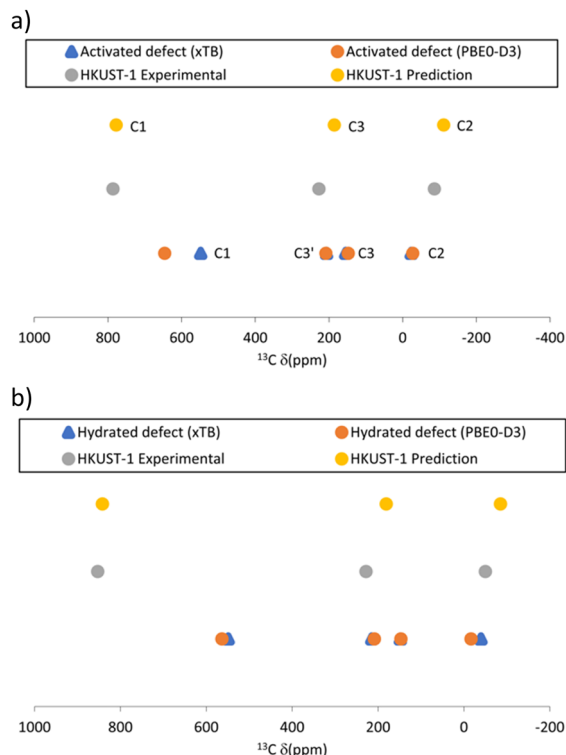 a)
Activated defect (xTB) Activated defect (PBE0-D3)
HKUST-1 Experimental HKUST-1 Prediction
C1 C3 C2
C1 C3' C3 C2
1000 800 600 400 200 0 -200 -400
¹³C δ(ppm)
b)
Hydrated defect (xTB) Hydrated defect (PBE0-D3)
HKUST-1 Experimental HKUST-1 Prediction
1000 800 600 400 200 0 -200
¹³C δ(ppm)